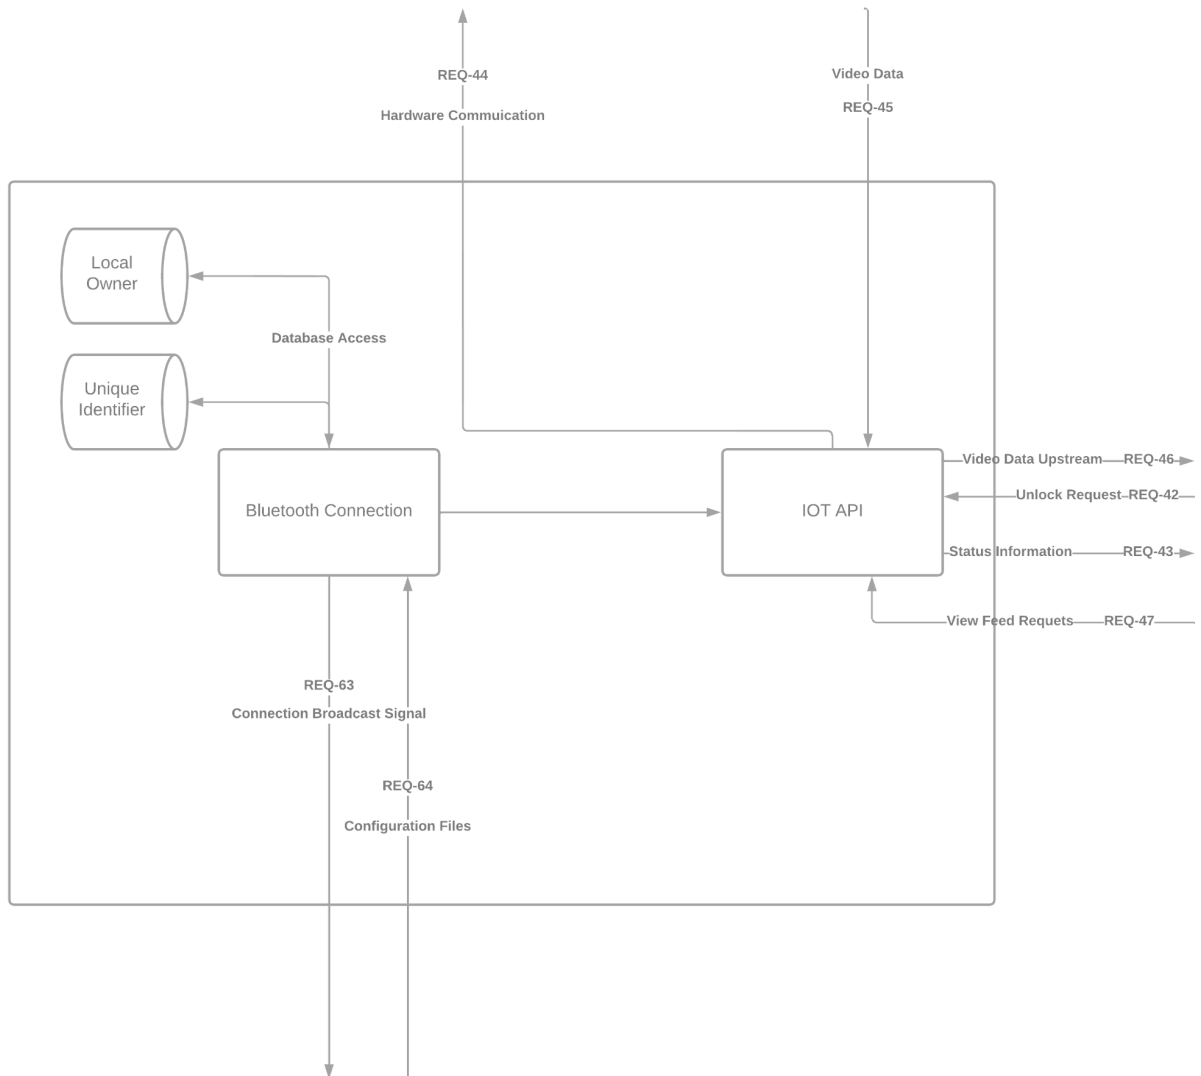 REQ-44
Hardware Commuication
Video Data
REQ-45
Local
Owner
Database Access
Unique
Identifier
Bluetooth Connection
IOT API
Video Data Upstream REQ-46
Unlock Request REQ-42
Status Information REQ-43
View Feed Requets REQ-47
REQ-63
Connection Broadcast Signal
REQ-64
Configuration Files